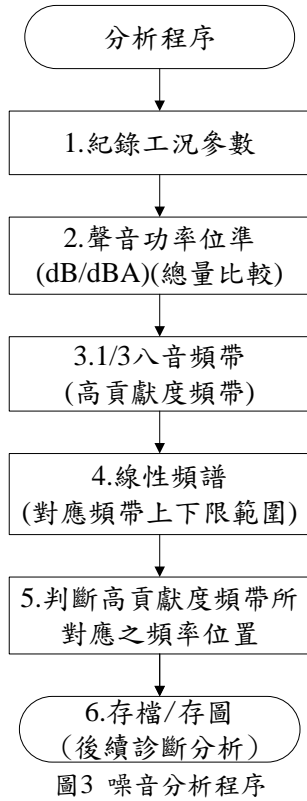 分析程序
1.紀錄工況參數
2.聲音功率位準
(dB/dBA)(總量比較)
3.1/3八音頻帶
(高貢獻度頻帶)
4.線性頻譜
(對應頻帶上下限範圍)
5.判斷高貢獻度頻帶所
對應之頻率位置
6.存檔/存圖
（後續診斷分析）
圖3 噪音分析程序